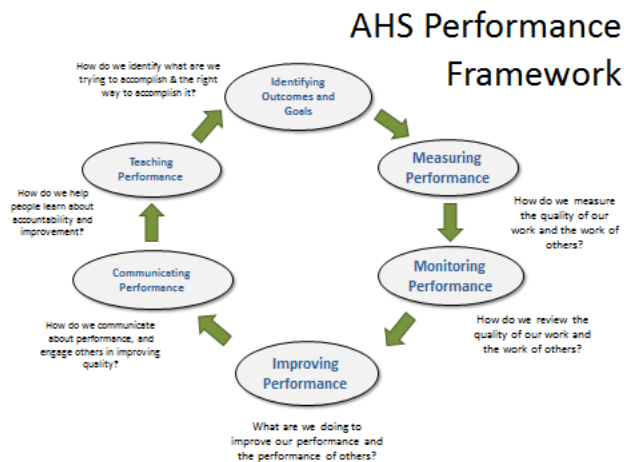 AHS Performance
Framework
How do we identify what are we
trying to accomplish & the right
way to accomplish it?
Identifying
Outcomes and
Goals
Measuring
Performance
How do we measure
the quality of our
work and the work of
others?
Monitoring
Performance
How do we review the
quality of our work and
the work of others?
Improving
Performance
What are we doing to
improve our performance and
the performance of others?
Communicating
Performance
How do we communicate
about performance, and
engage others in improving
quality?
Teaching
Performance
How do we help
people learn about
accountability and
improvement?